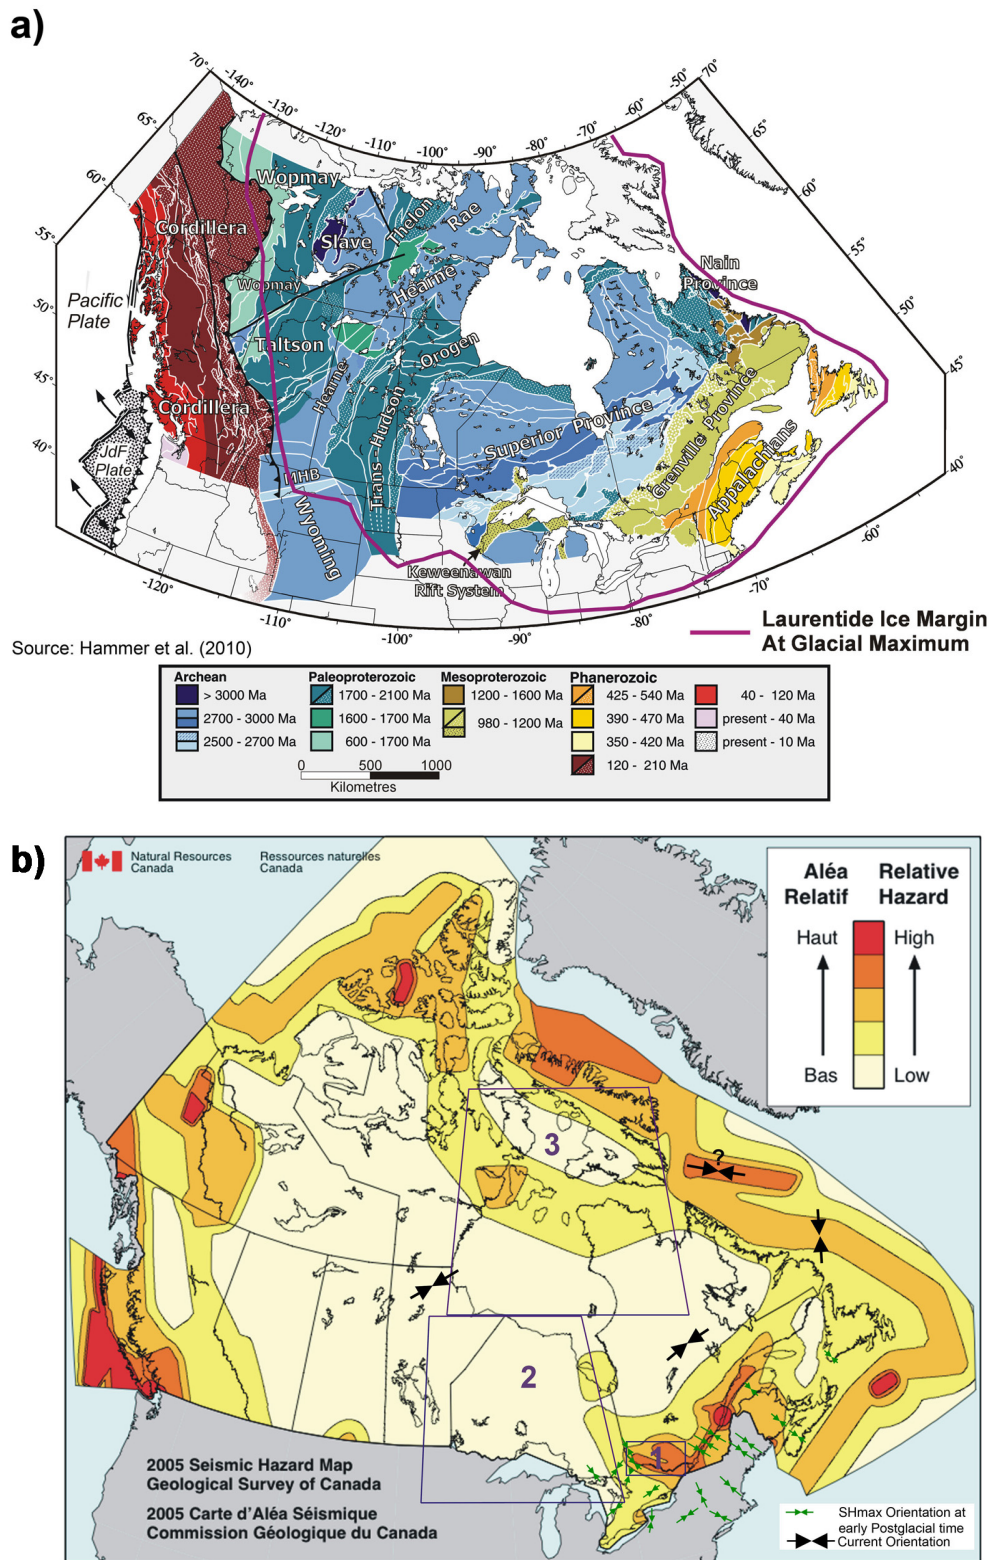 a)
70°
-140°
-130°
-120°
-110°
-100°
-90°
-80°
-70°
-60°
-50°
70°
65°
65°
60°
60°
55°
55°
50°
50°
45°
45°
40°
40°
Wopmay
Thelon
Rae
Cordillera
Slave
Nain
Province
Wopmay
Hearne
Pacific
Plate
Taltson
Orogen
Hearne
Cordillera
Trans - Hudson
Superior Province
Grenville Province
JdF
Plate
MHB
Appalachians
Wyoming
Keweenawan
Rift System
-120°
-110°
-100°
-90°
-80°
-70°
-60°
Laurentide Ice Margin
At Glacial Maximum
Source: Hammer et al. (2010)
Archean
> 3000 Ma
2700 - 3000 Ma
2500 - 2700 Ma
Paleoproterozoic
1700 - 2100 Ma
1600 - 1700 Ma
600 - 1700 Ma
Mesoproterozoic
1200 - 1600 Ma
980 - 1200 Ma
Phanerozoic
425 - 540 Ma
390 - 470 Ma
350 - 420 Ma
120 - 210 Ma
40 - 120 Ma
present - 40 Ma
present - 10 Ma
0 500 1000
Kilometres
b)
Natural Resources
Canada
Ressources naturelles
Canada
Aléa
Relatif
Relative
Hazard
Haut
High
Bas
Low
3
?
2
1
2005 Seismic Hazard Map
Geological Survey of Canada
2005 Carte d'Aléa Séismique
Commission Géologique du Canada
SHmax Orientation at
early Postglacial time
Current Orientation